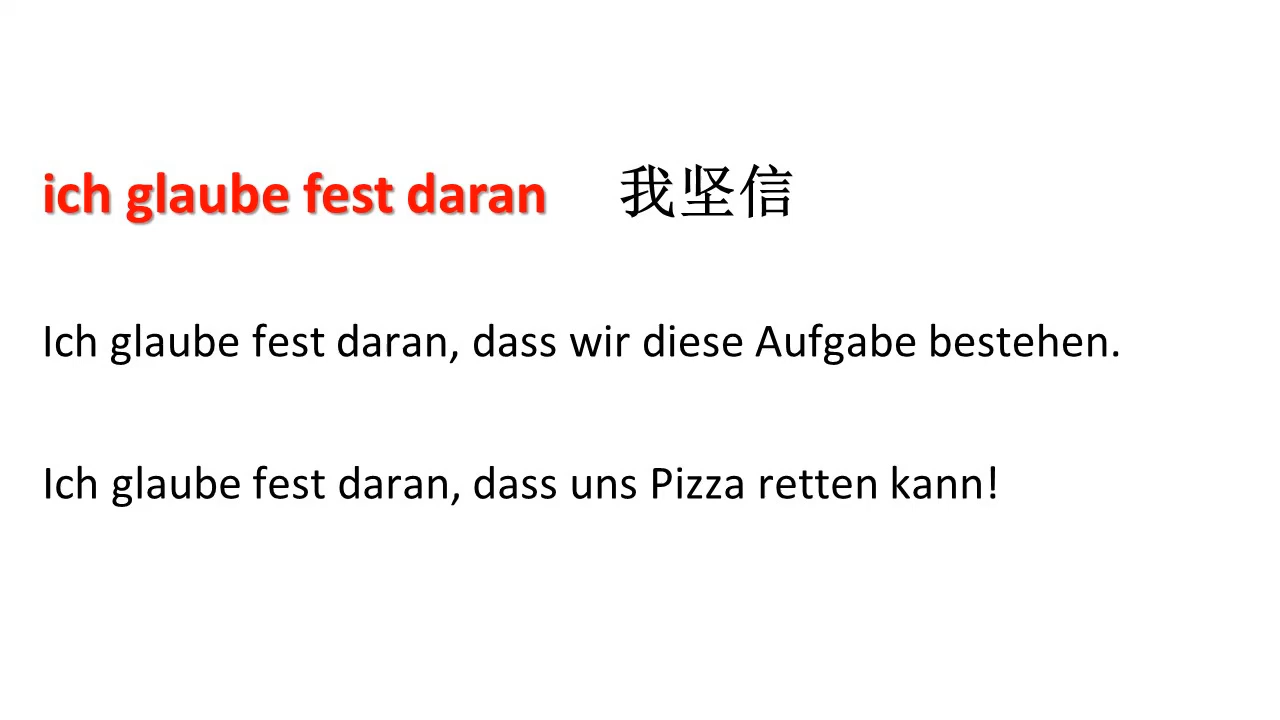 ich glaube fest daran 我坚信
Ich glaube fest daran, dass wir diese Aufgabe bestehen.
Ich glaube fest daran, dass uns Pizza retten kann!